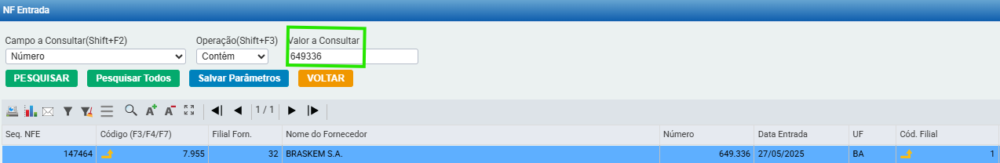 NF Entrada
Campo a Consultar(Shift+F2) Operação(Shift+F3) Valor a Consultar
Número Contém 649336
PESQUISAR Pesquisar Todos Salvar Parâmetros VOLTAR
A+ A- 1 / 1
Seq. NFE Código (F3/F4/F7) Filial Forn. Nome do Fornecedor Número Data Entrada UF Cód. Filial
147464 7.955 32 BRASKEM S.A. 649.336 27/05/2025 BA 1